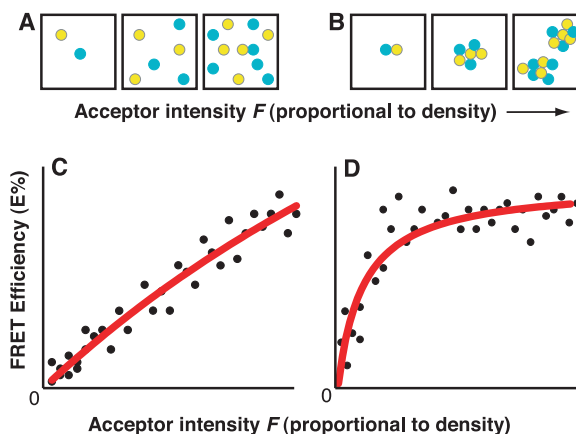 A
B
Acceptor intensity F (proportional to density)
C
D
FRET Efficiency (E%)
0
0
Acceptor intensity F (proportional to density)